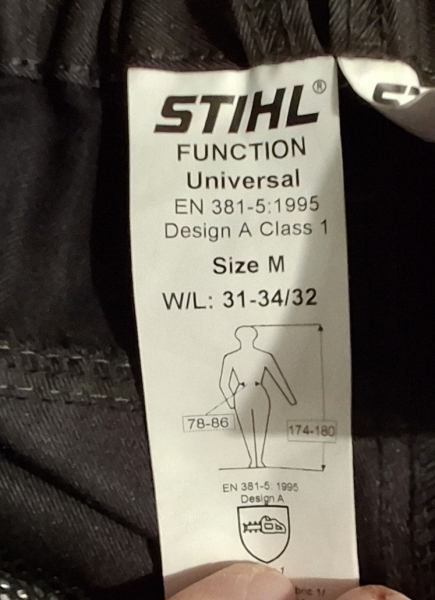 STIHL®
FUNCTION
Universal
EN 381-5:1995
Design A Class 1
Size M
W/L: 31-34/32
78-86
174-180
EN 381-5: 1995
Design A
1